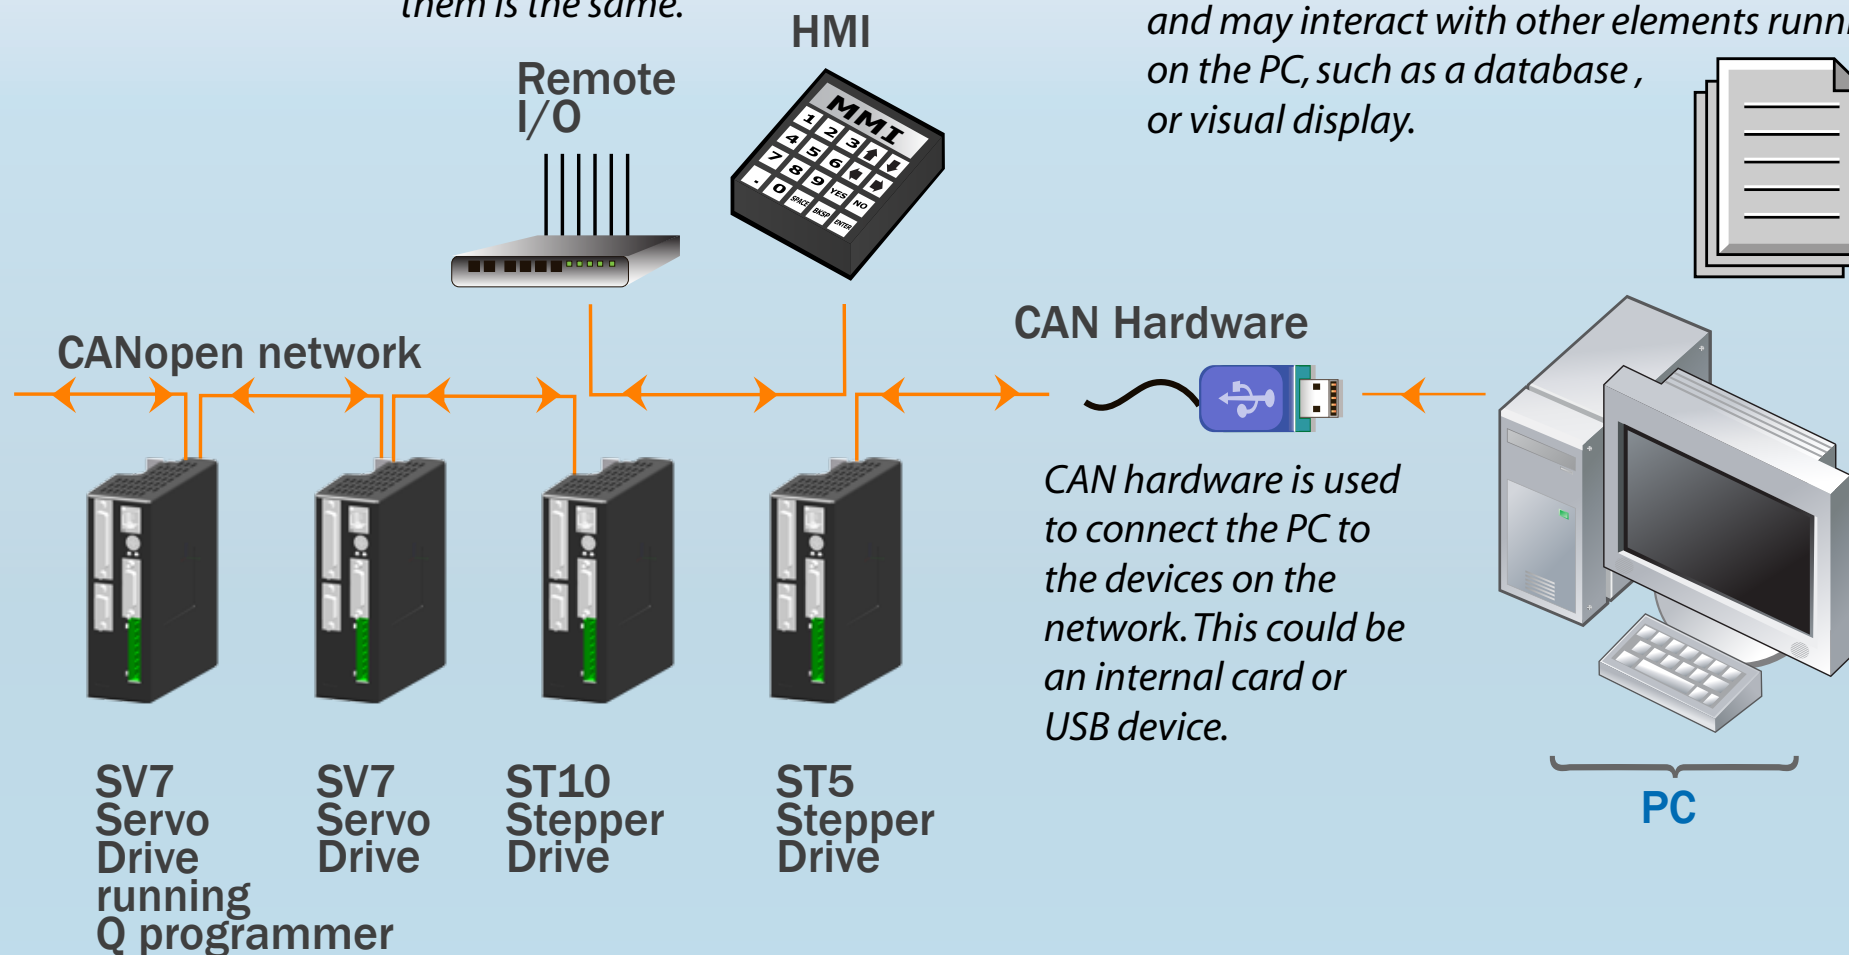 them is the same.
and may interact with other elements
on the PC, such as a database ,
or visual display.
HMI
Remote
I/O
MMI
1 2 3
4 5 6
7 8 9 YES NO
. 0 SPACE BKSP ENTER
CANopen network
CAN Hardware
CAN hardware is used
to connect the PC to
the devices on the
network. This could be
an internal card or
USB device.
SV7
Servo
Drive
running
Q programmer
SV7
Servo
Drive
ST10
Stepper
Drive
ST5
Stepper
Drive
PC